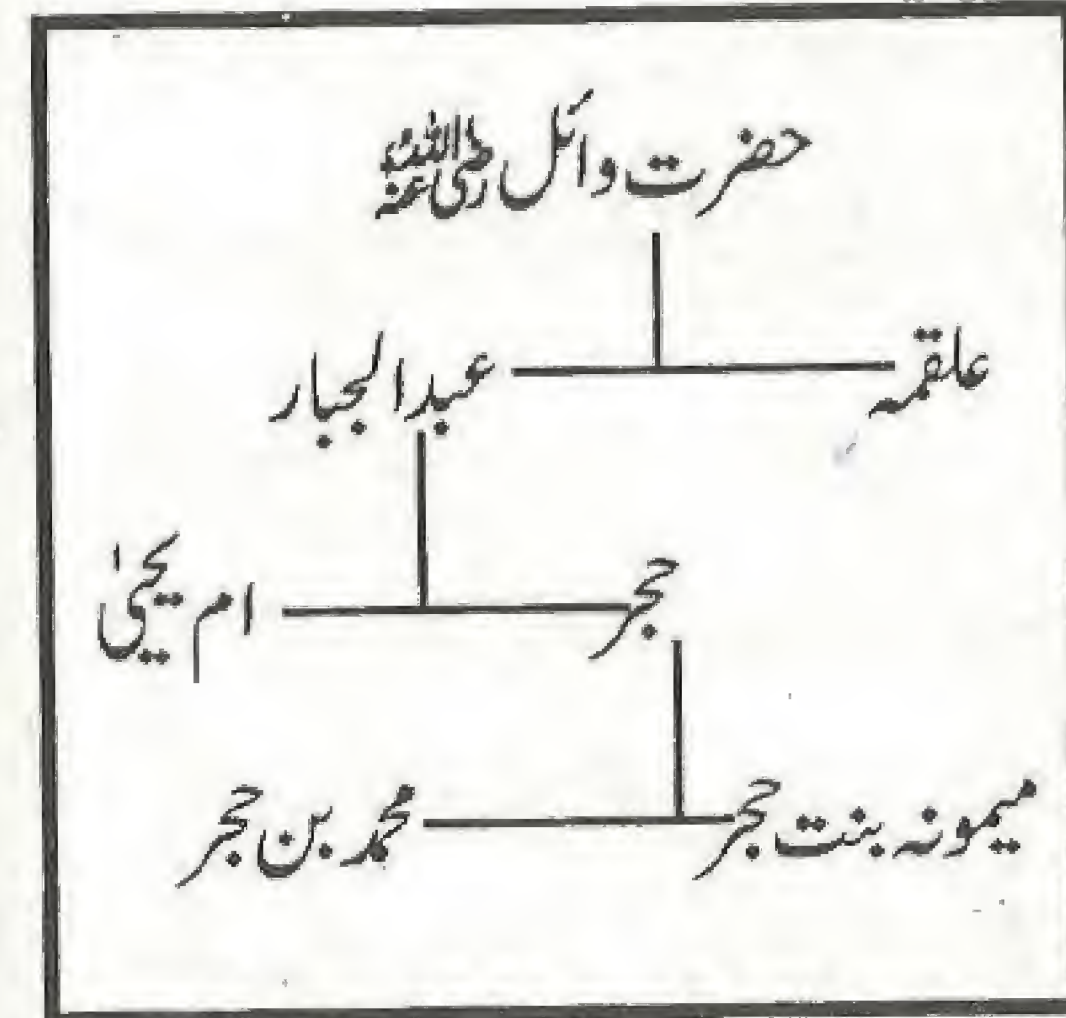 حضرت وائل رضی اللہ عنہ
علقمہ عبدالجبار
حجر ام یحییٰ
میمونہ بنت حجر محمد بن حجر